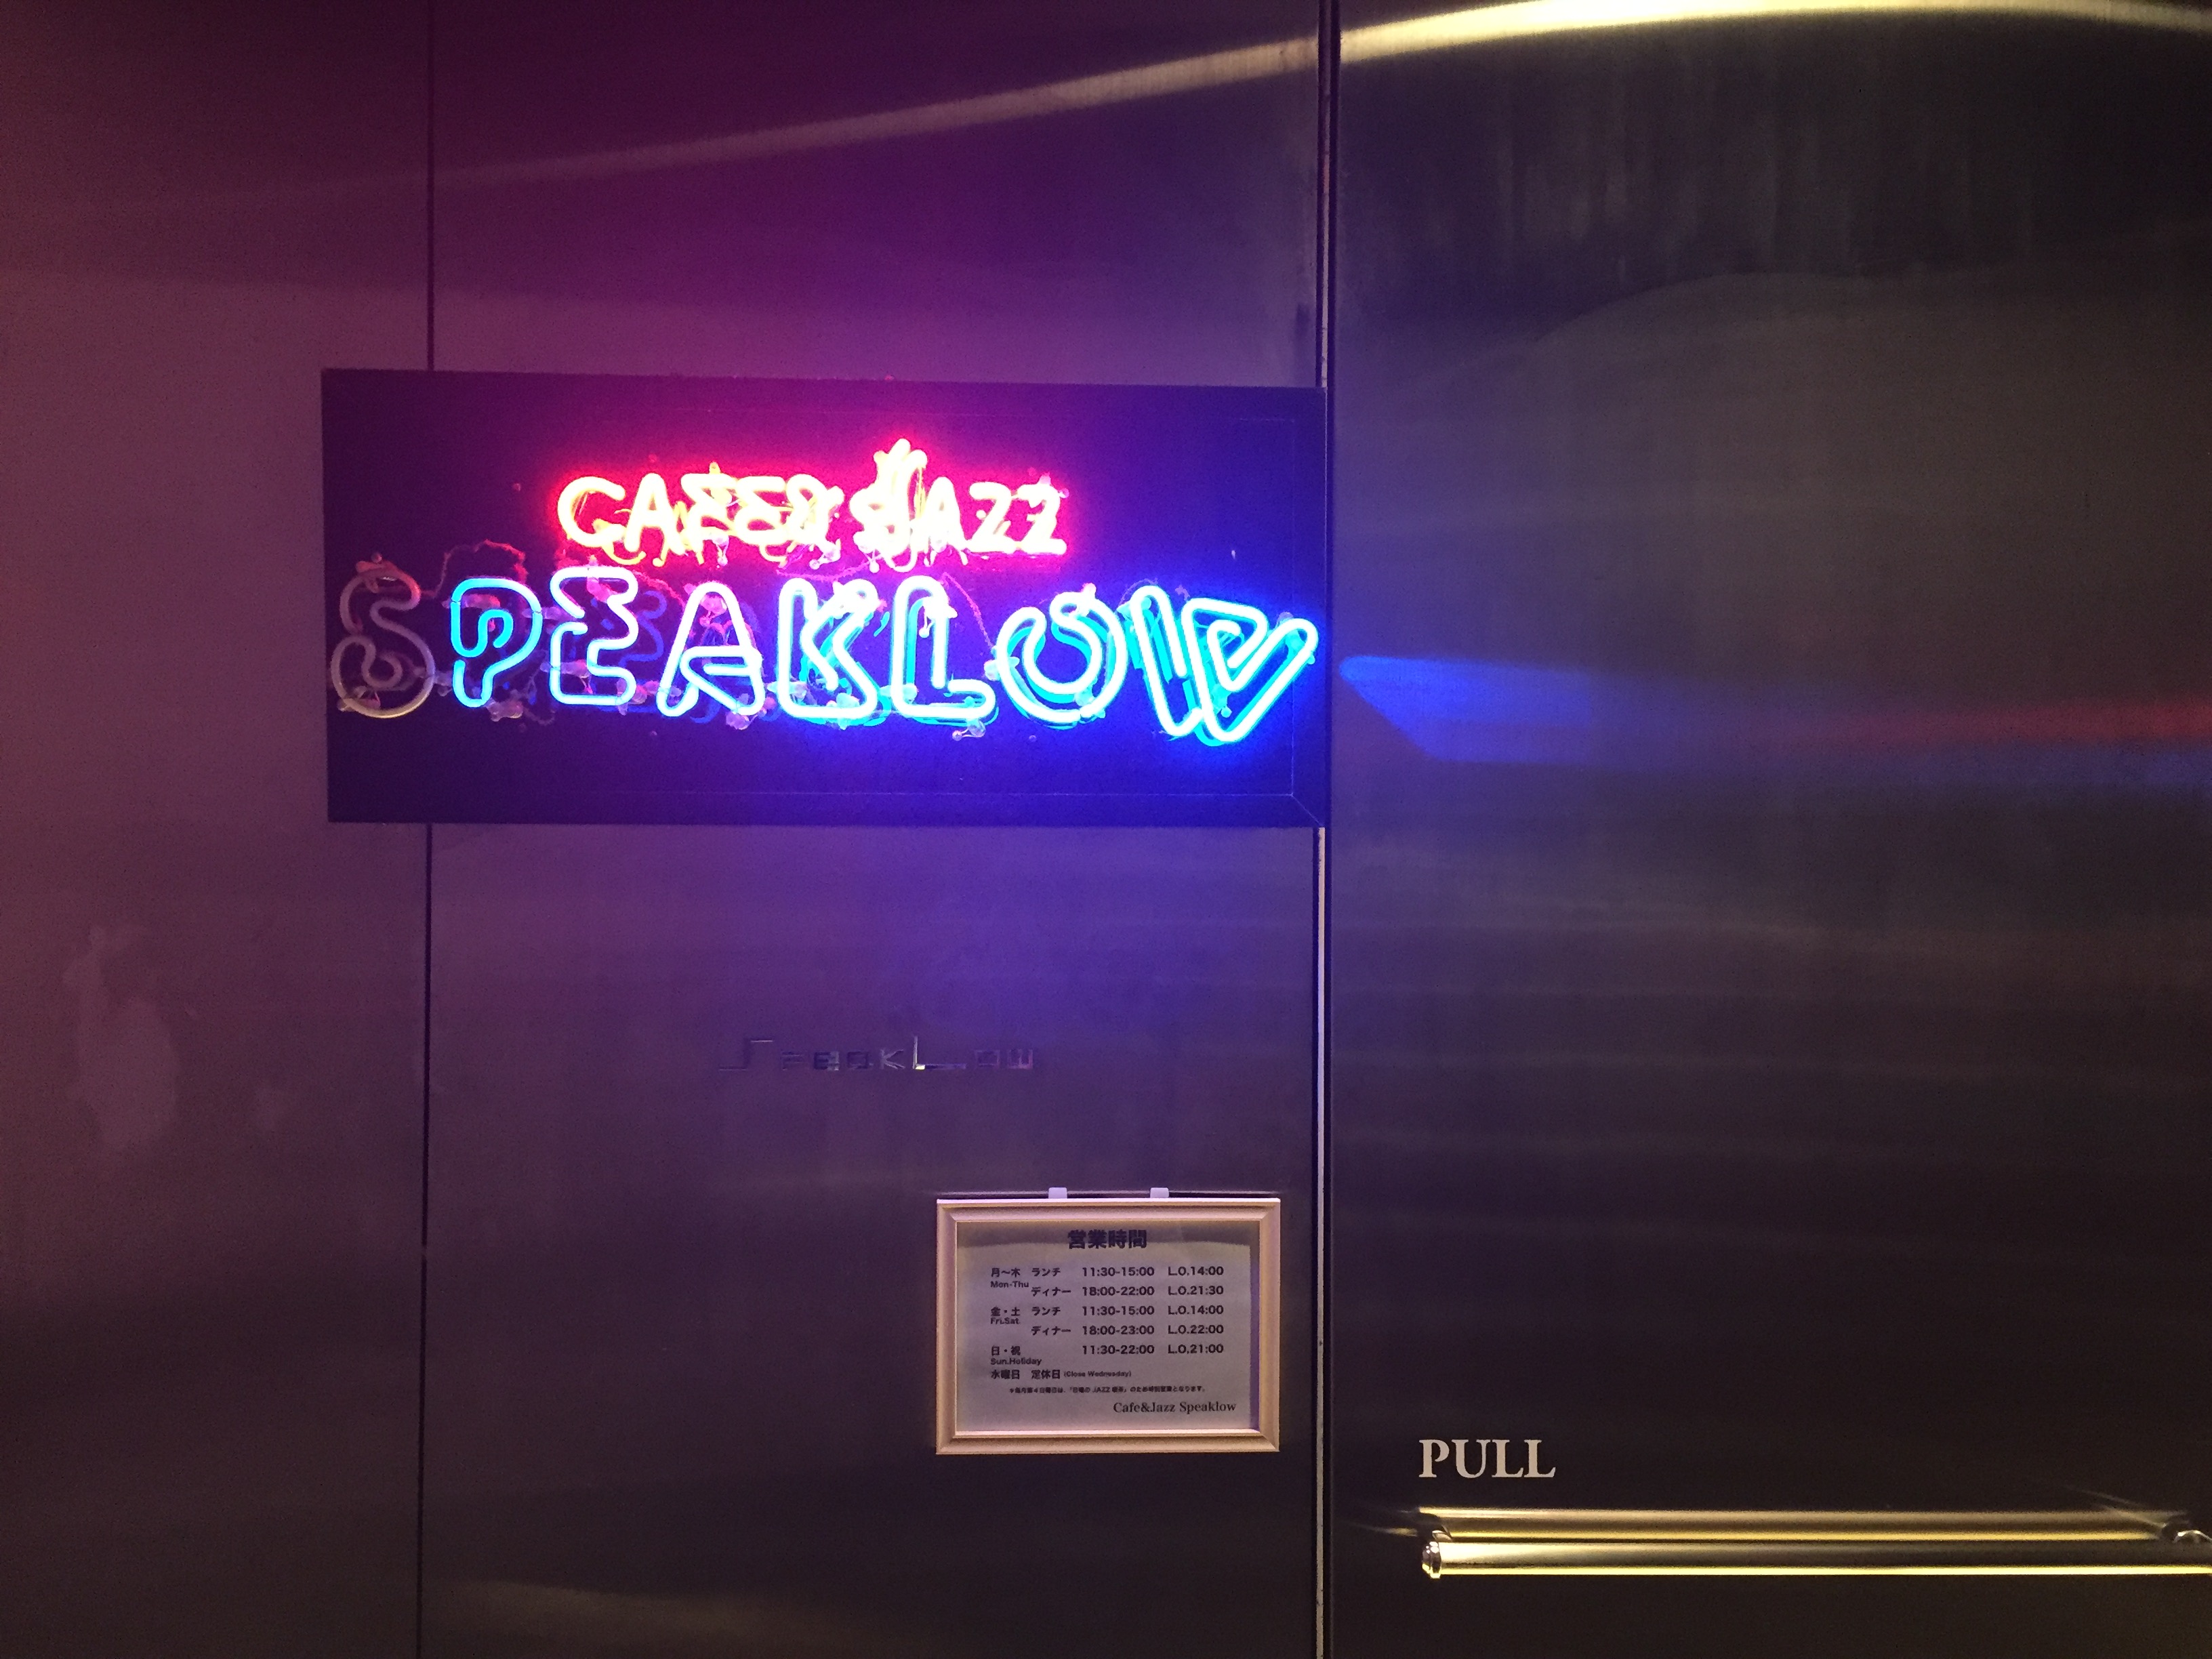 CAFE & JAZZ
SPEAKLOW
SpeakLow
営業時間
月〜木 ランチ 11:30-15:00 L.O.14:00
Mon-Thu
ディナー 18:00-22:00 L.O.21:30
金・土 ランチ 11:30-15:00 L.O.14:00
Fri.Sat.
ディナー 18:00-23:00 L.O.22:00
日・祝 11:30-22:00 L.O.21:00
Sun.Holiday
水曜日 定休日 (Close Wednesday)
Cafe&Jazz Speaklow
PULL